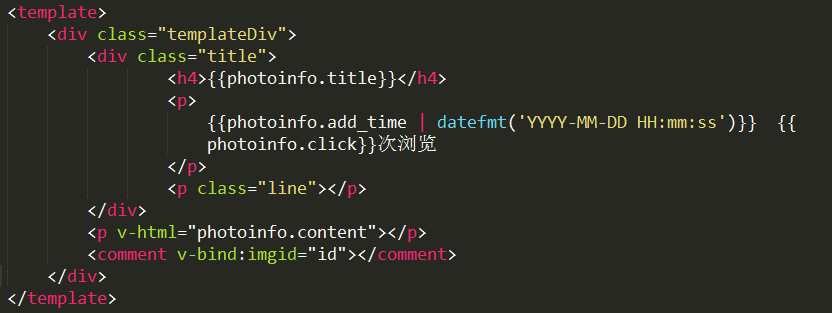 <template>
    <div class="templateDiv">
        <div class="title">
                <h4>{{photoinfo.title}}</h4>
                <p>
                    {{photoinfo.add_time | datefmt('YYYY-MM-DD HH:mm:ss')}}  {{
                    photoinfo.click}}次浏览
                </p>
                <p class="line"></p>
        </div>
        <p v-html="photoinfo.content"></p>
        <comment v-bind:imgid="id"></comment>
    </div>
</template>